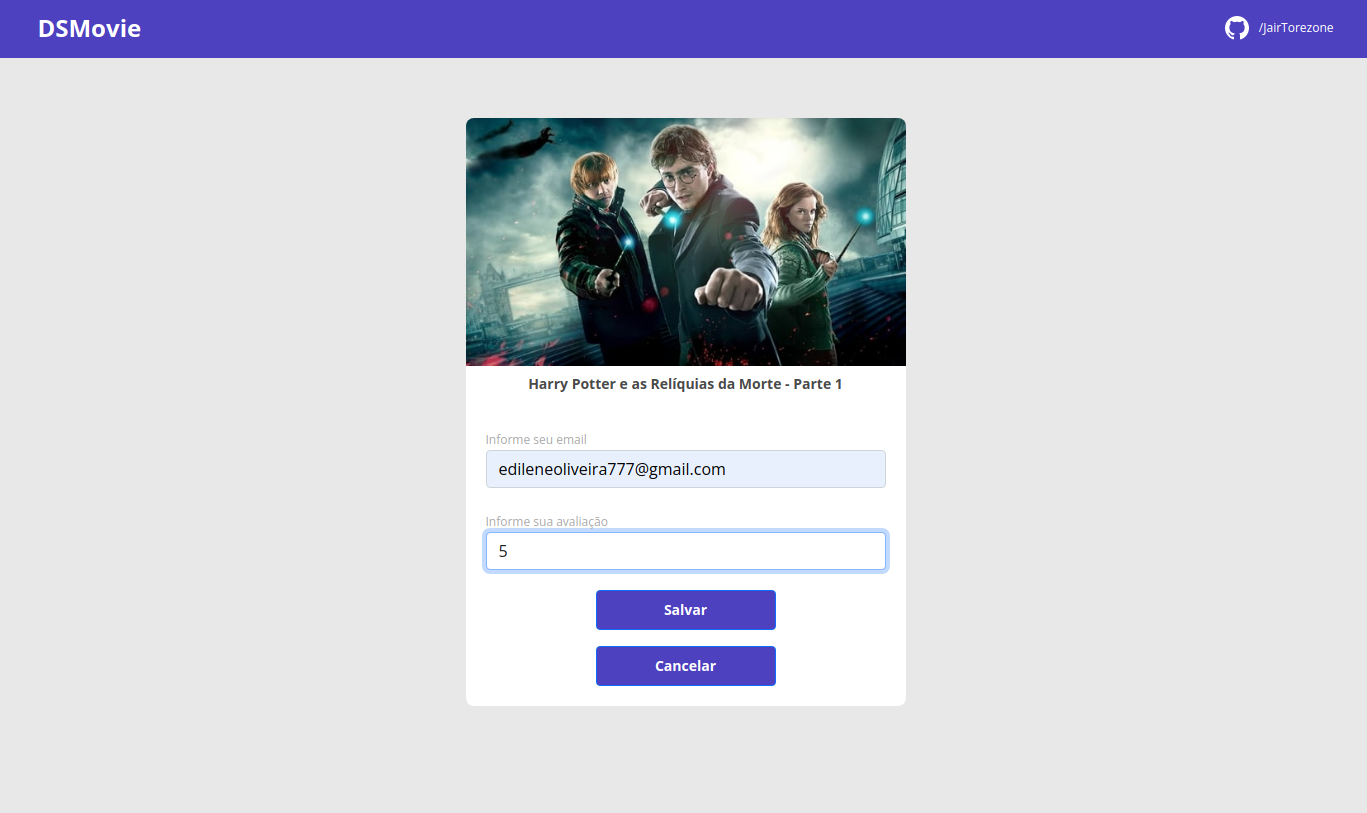 DSMovie
/JairTorezone
Harry Potter e as Relíquias da Morte - Parte 1
Informe seu email
edileneoliveira777@gmail.com
Informe sua avaliação
5
Salvar
Cancelar